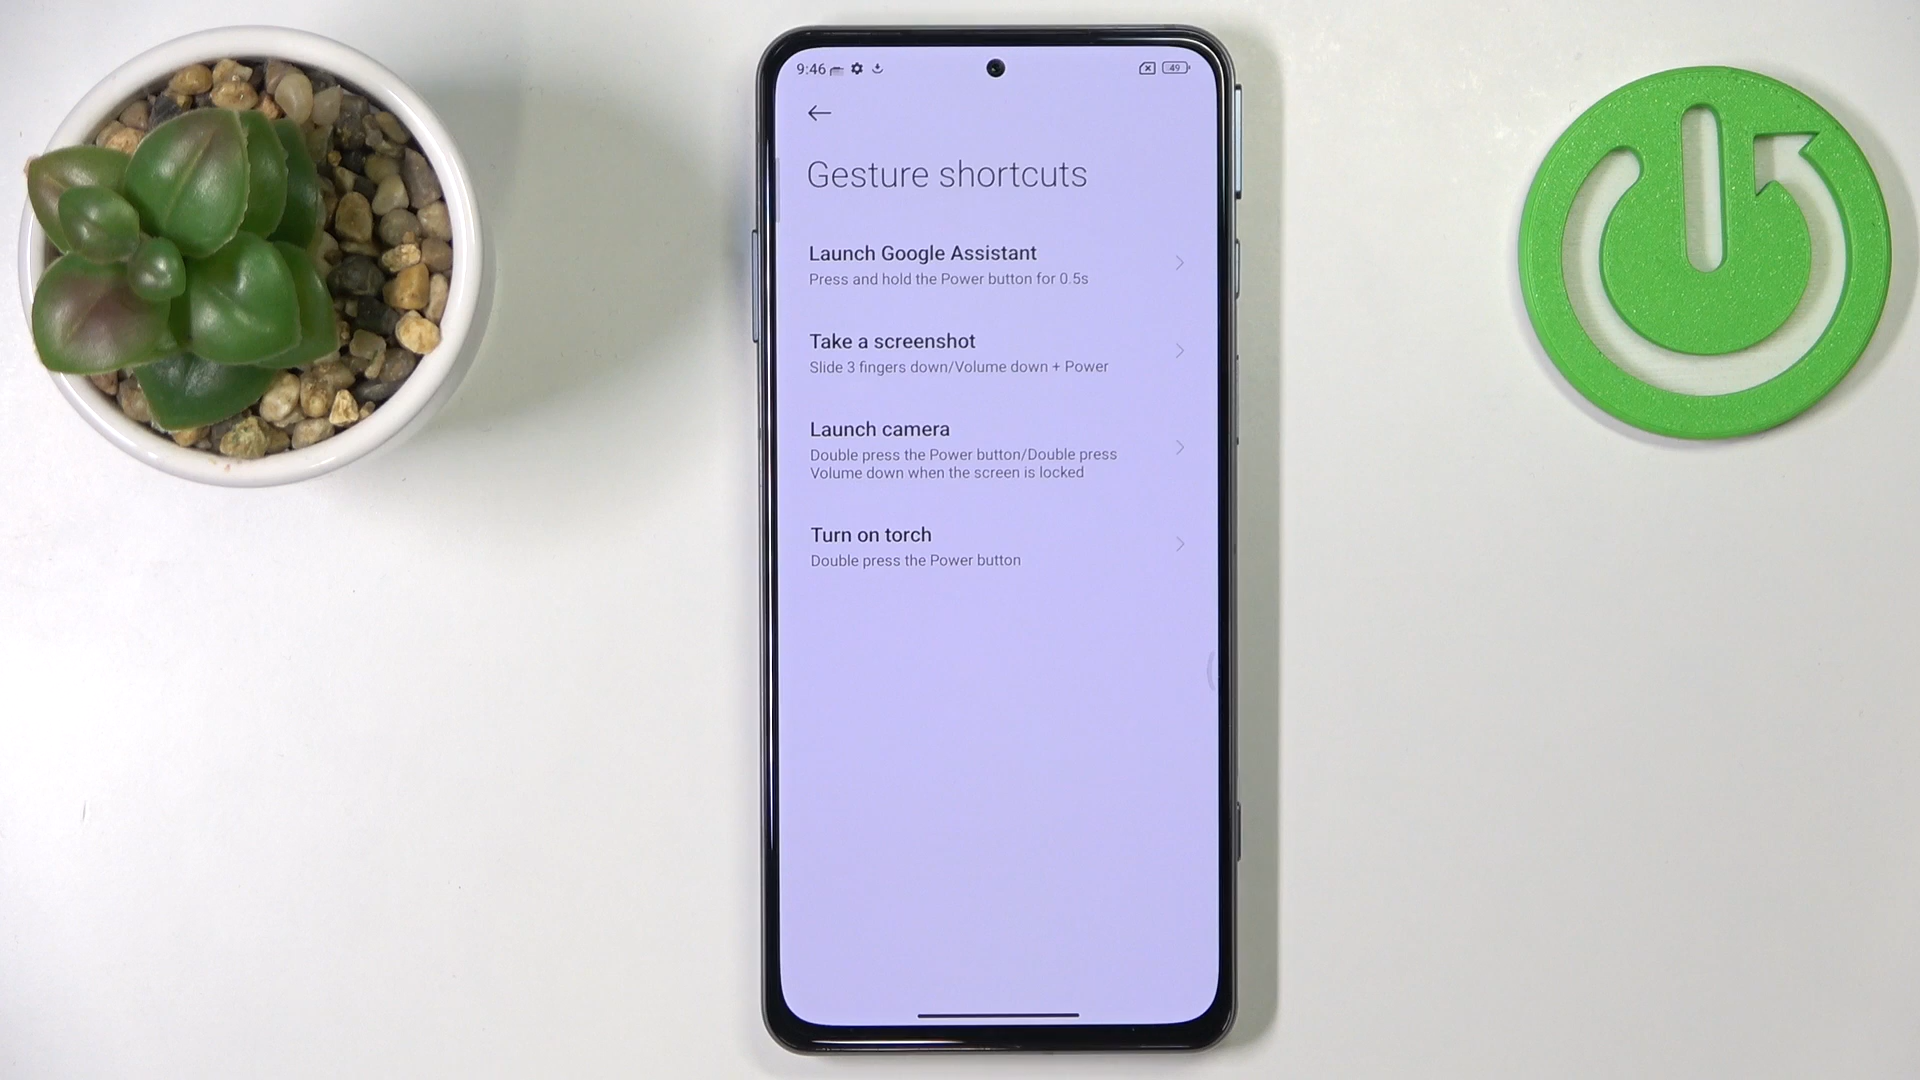 9:46
49
Gesture shortcuts
Launch Google Assistant
Press and hold the Power button for 0.5s
Take a screenshot
Slide 3 fingers down/Volume down + Power
Launch camera
Double press the Power button/Double press
Volume down when the screen is locked
Turn on torch
Double press the Power button